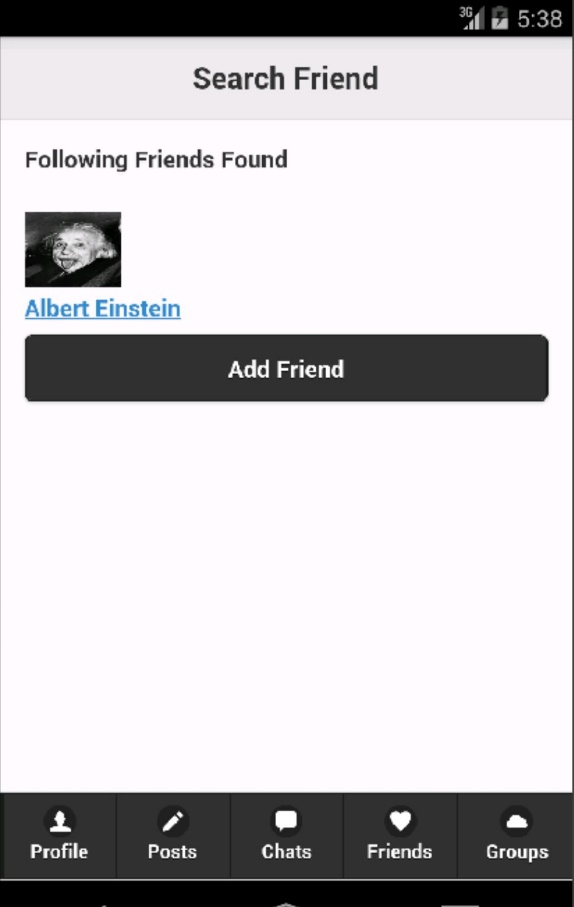 3G 5:38
Search Friend
Following Friends Found
Albert Einstein
Add Friend
Profile Posts Chats Friends Groups